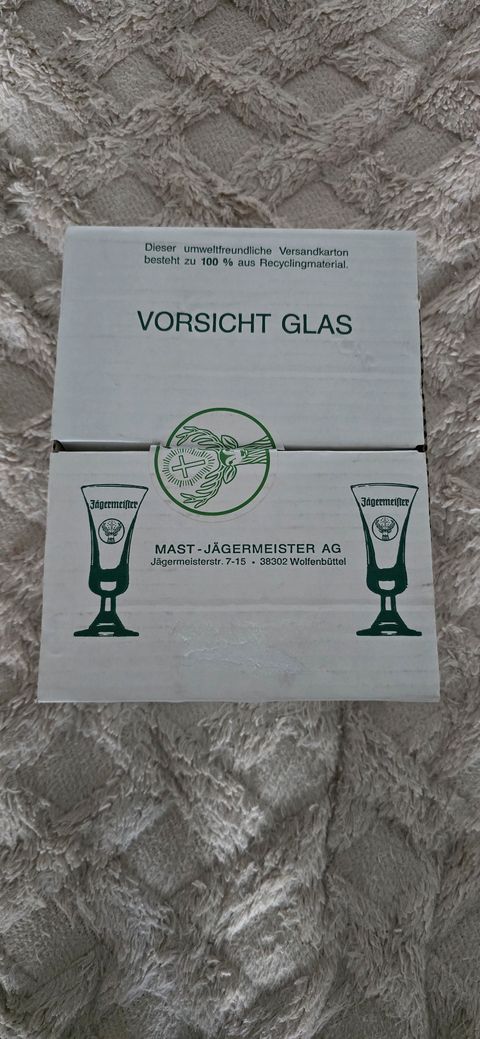 Dieser umweltfreundliche Versandkarton
besteht zu 100 % aus Recyclingmaterial.
VORSICHT GLAS
Jägermeister
Jägermeister
MAST-JÄGERMEISTER AG
Jägermeisterstr. 7-15 • 38302 Wolfenbüttel